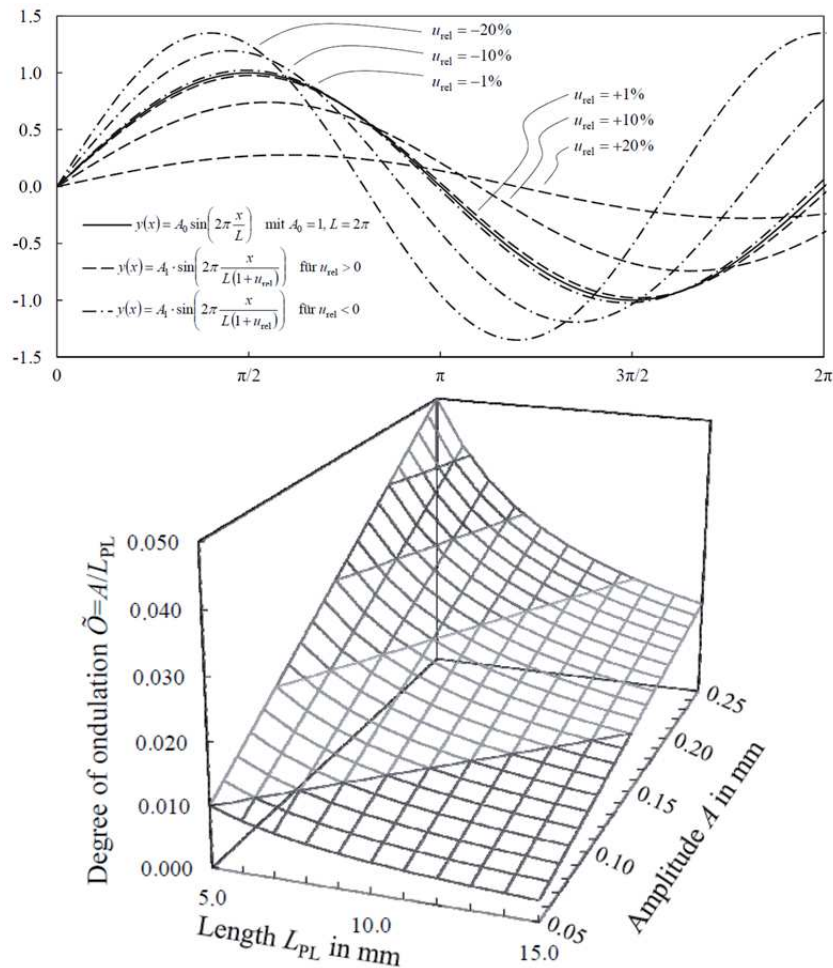 1.5
1.0
0.5
0.0
-0.5
-1.0
-1.5
u_rel = −20%
u_rel = −10%
u_rel = −1%
u_rel = +1%
u_rel = +10%
u_rel = +20%
y(x) = A_0 sin(2π x/L) mit A_0 = 1, L = 2π
y(x) = A_1 · sin(2π x/L(1+u_rel)) für u_rel > 0
y(x) = A_1 · sin(2π x/L(1+u_rel)) für u_rel < 0
0 π/2 π 3π/2 2π
Degree of ondulation Õ=A/L_PL
0.050
0.040
0.030
0.020
0.010
0.000
5.0
10.0
15.0
Length L_PL in mm
0.05
0.10
0.15
0.20
0.25
Amplitude A in mm